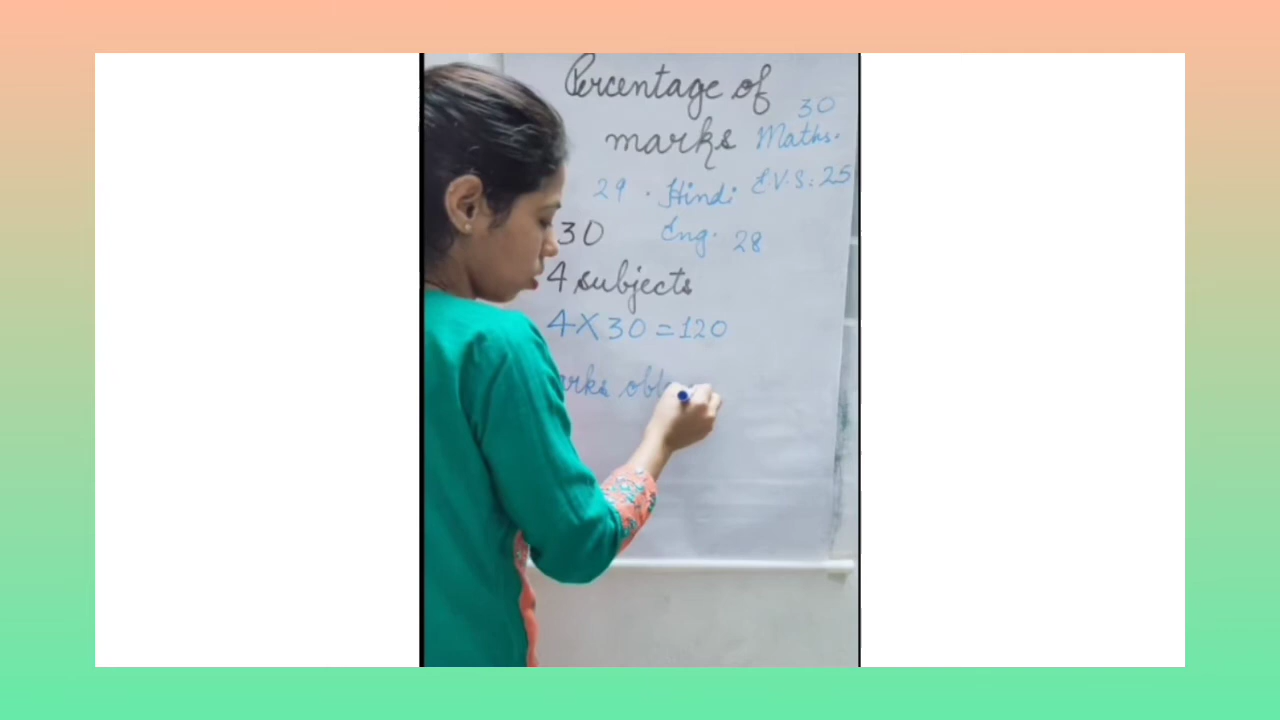 Percentage of
marks
30
Maths.
29 . Hindi
E.V.S: 25
30
Eng. 28
4 subjects
4 X 30 = 120